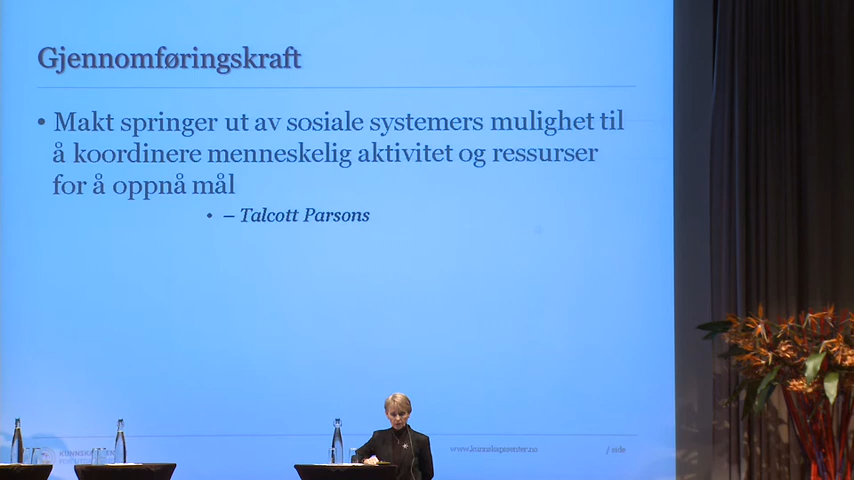 Gjennomføringskraft
• Makt springer ut av sosiale systemers mulighet til
å koordinere menneskelig aktivitet og ressurser
for å oppnå mål
• – Talcott Parsons
www.kunnskapssenter.no
/ side